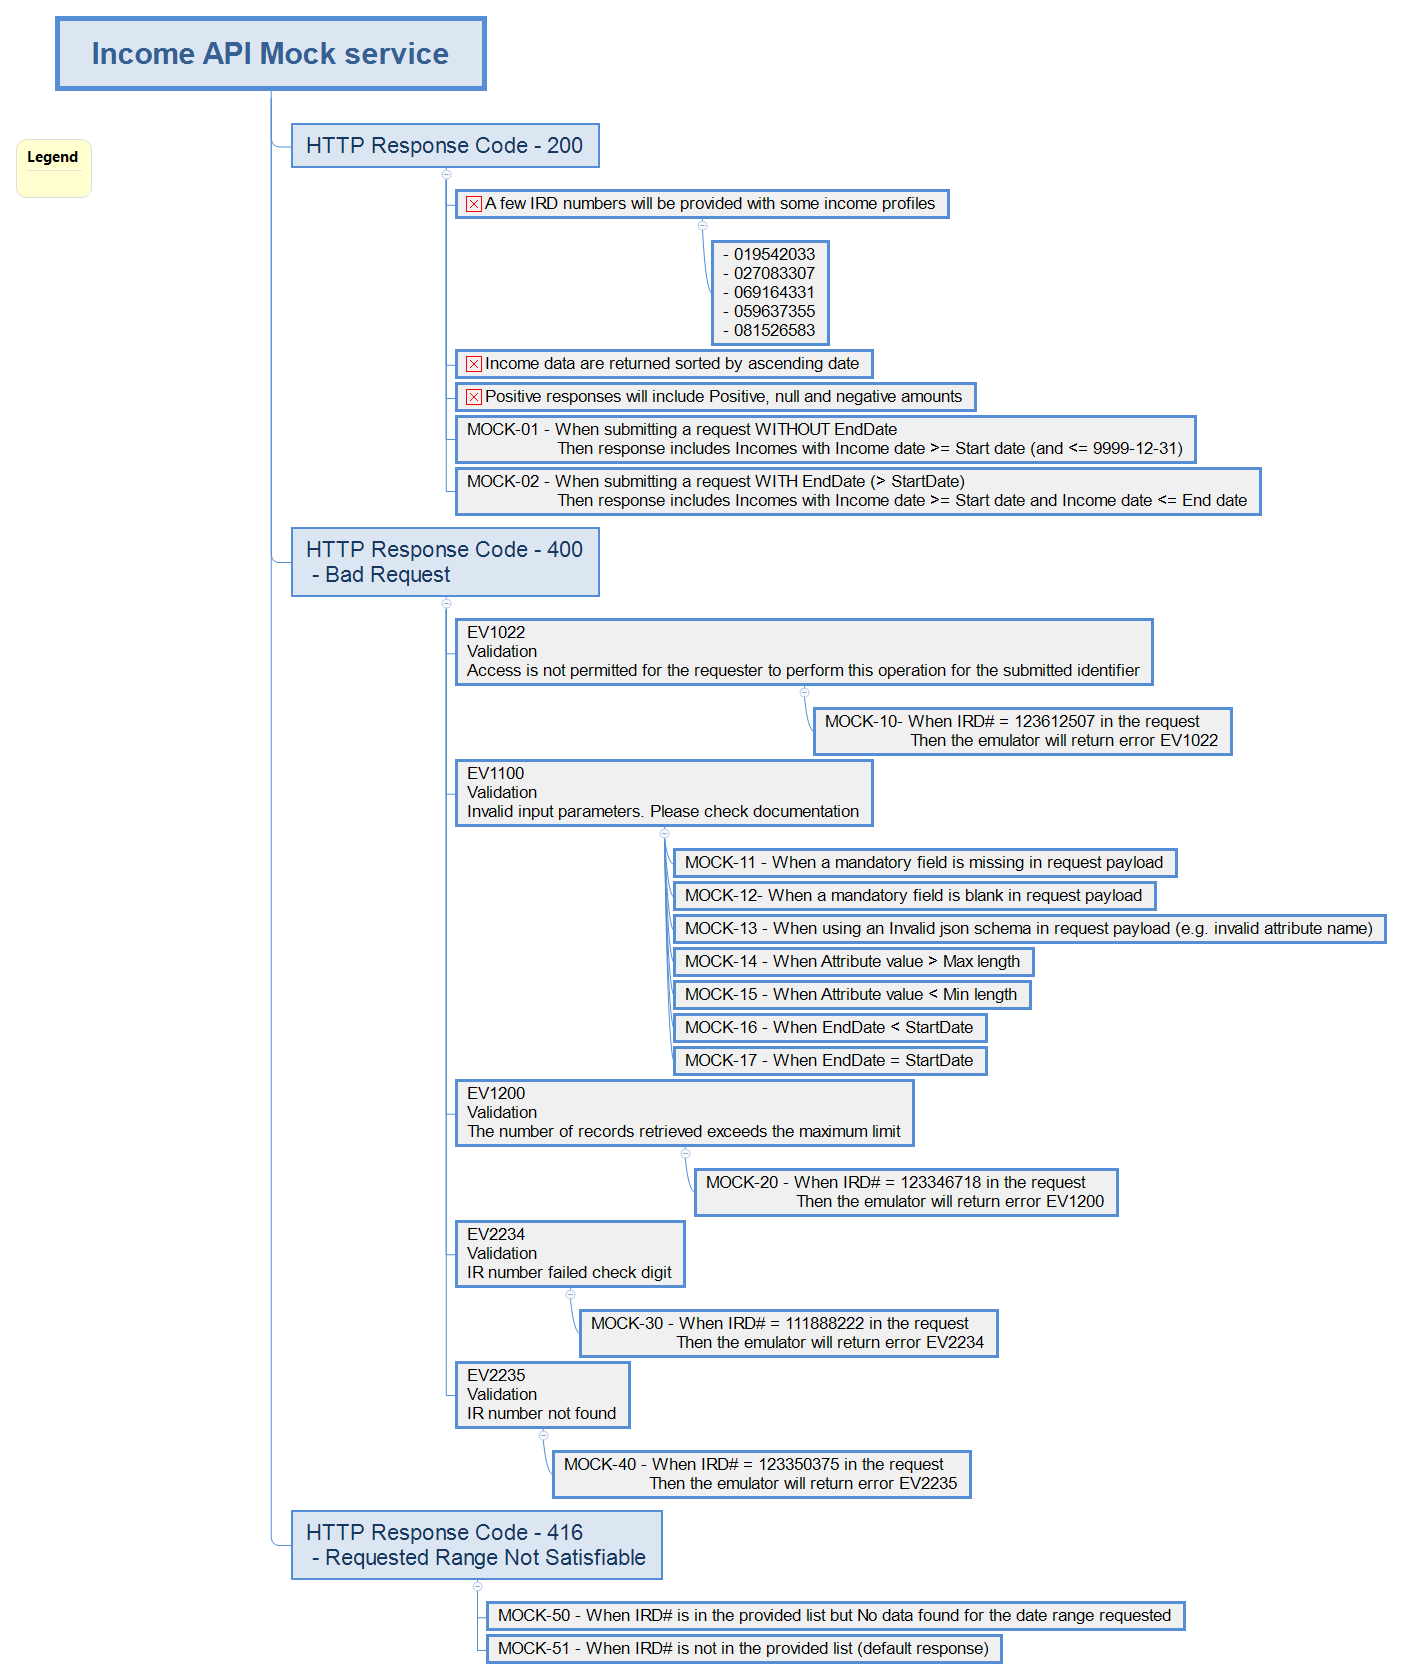 Income API Mock service
Legend
HTTP Response Code - 200
A few IRD numbers will be provided with some income profiles
- 019542033
- 027083307
- 069164331
- 059637355
- 081526583
Income data are returned sorted by ascending date
Positive responses will include Positive, null and negative amounts
MOCK-01 - When submitting a request WITHOUT EndDate
Then response includes Incomes with Income date >= Start date (and <= 9999-12-31)
MOCK-02 - When submitting a request WITH EndDate (> StartDate)
Then response includes Incomes with Income date >= Start date and Income date <= End date
HTTP Response Code - 400
- Bad Request
EV1022
Validation
Access is not permitted for the requester to perform this operation for the submitted identifier
MOCK-10- When IRD# = 123612507 in the request
Then the emulator will return error EV1022
EV1100
Validation
Invalid input parameters. Please check documentation
MOCK-11 - When a mandatory field is missing in request payload
MOCK-12- When a mandatory field is blank in request payload
MOCK-13 - When using an Invalid json schema in request payload (e.g. invalid attribute name)
MOCK-14 - When Attribute value > Max length
MOCK-15 - When Attribute value < Min length
MOCK-16 - When EndDate < StartDate
MOCK-17 - When EndDate = StartDate
EV1200
Validation
The number of records retrieved exceeds the maximum limit
MOCK-20 - When IRD# = 123346718 in the request
Then the emulator will return error EV1200
EV2234
Validation
IR number failed check digit
MOCK-30 - When IRD# = 111888222 in the request
Then the emulator will return error EV2234
EV2235
Validation
IR number not found
MOCK-40 - When IRD# = 123350375 in the request
Then the emulator will return error EV2235
HTTP Response Code - 416
- Requested Range Not Satisfiable
MOCK-50 - When IRD# is in the provided list but No data found for the date range requested
MOCK-51 - When IRD# is not in the provided list (default response)